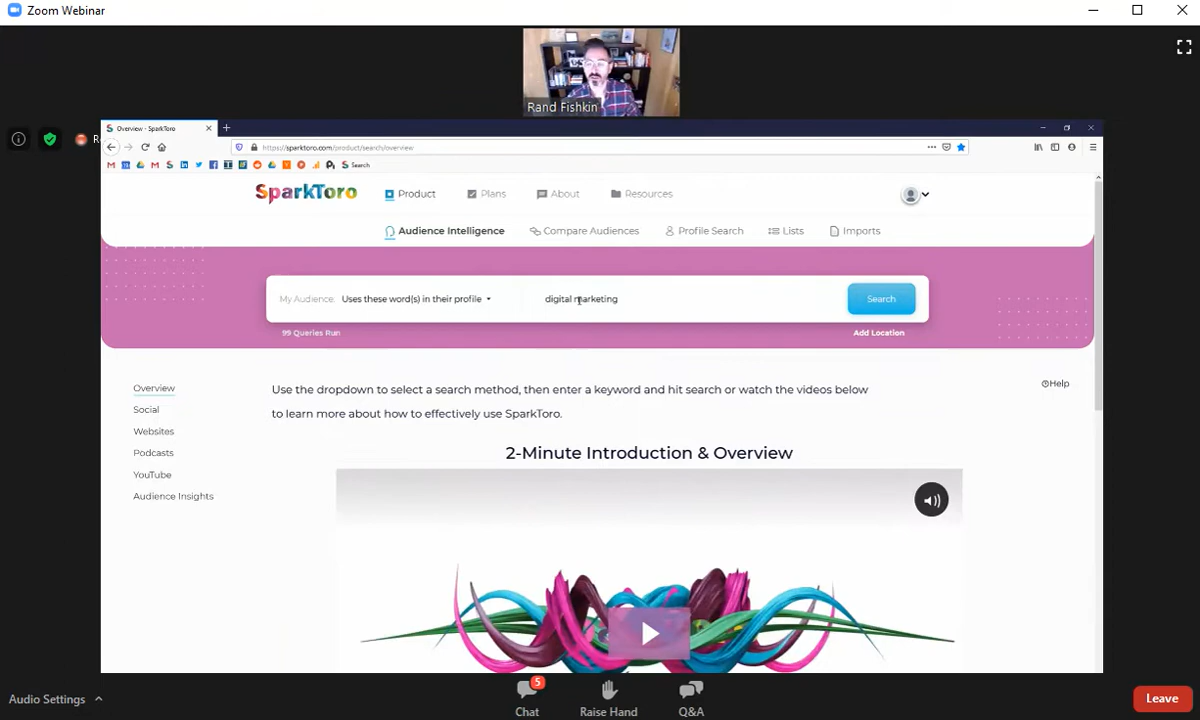 Zoom Webinar
Rand Fishkin
R
Overview - SparkToro
https://sparktoro.com/product/search/overview
Search
SparkToro
Product
Plans
About
Resources
Audience Intelligence
Compare Audiences
Profile Search
Lists
Imports
My Audience: Uses these word(s) in their profile
digital marketing
Search
99 Queries Run
Add Location
Overview
Social
Websites
Podcasts
YouTube
Audience Insights
Use the dropdown to select a search method, then enter a keyword and hit search or watch the videos below
to learn more about how to effectively use SparkToro.
Help
2-Minute Introduction & Overview
Audio Settings
5
Chat
Raise Hand
Q&A
Leave